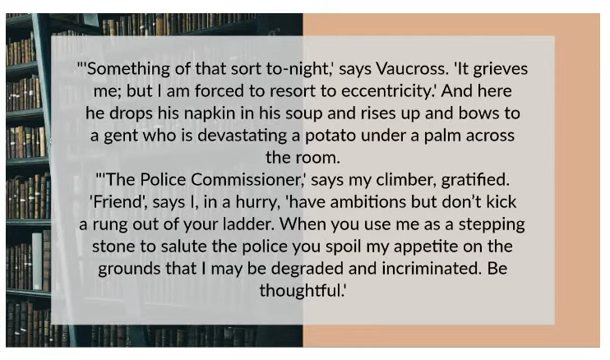 "'Something of that sort to-night,' says Vaucross. 'It grieves
me; but I am forced to resort to eccentricity.' And here
he drops his napkin in his soup and rises up and bows to
a gent who is devastating a potato under a palm across
the room.
"'The Police Commissioner,' says my climber, gratified.
'Friend', says I, in a hurry, 'have ambitions but don't kick
a rung out of your ladder. When you use me as a stepping
stone to salute the police you spoil my appetite on the
grounds that I may be degraded and incriminated. Be
thoughtful.'